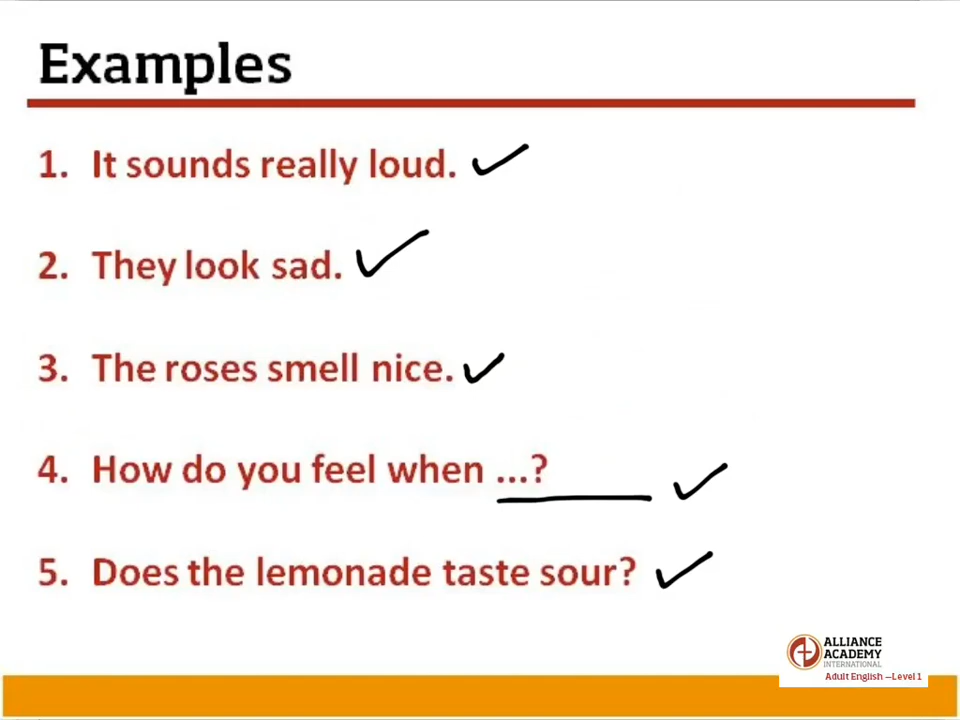 Examples
1. It sounds really loud.
2. They look sad.
3. The roses smell nice.
4. How do you feel when ...?
5. Does the lemonade taste sour?
ALLIANCE
ACADEMY
INTERNATIONAL
Adult English –Level 1